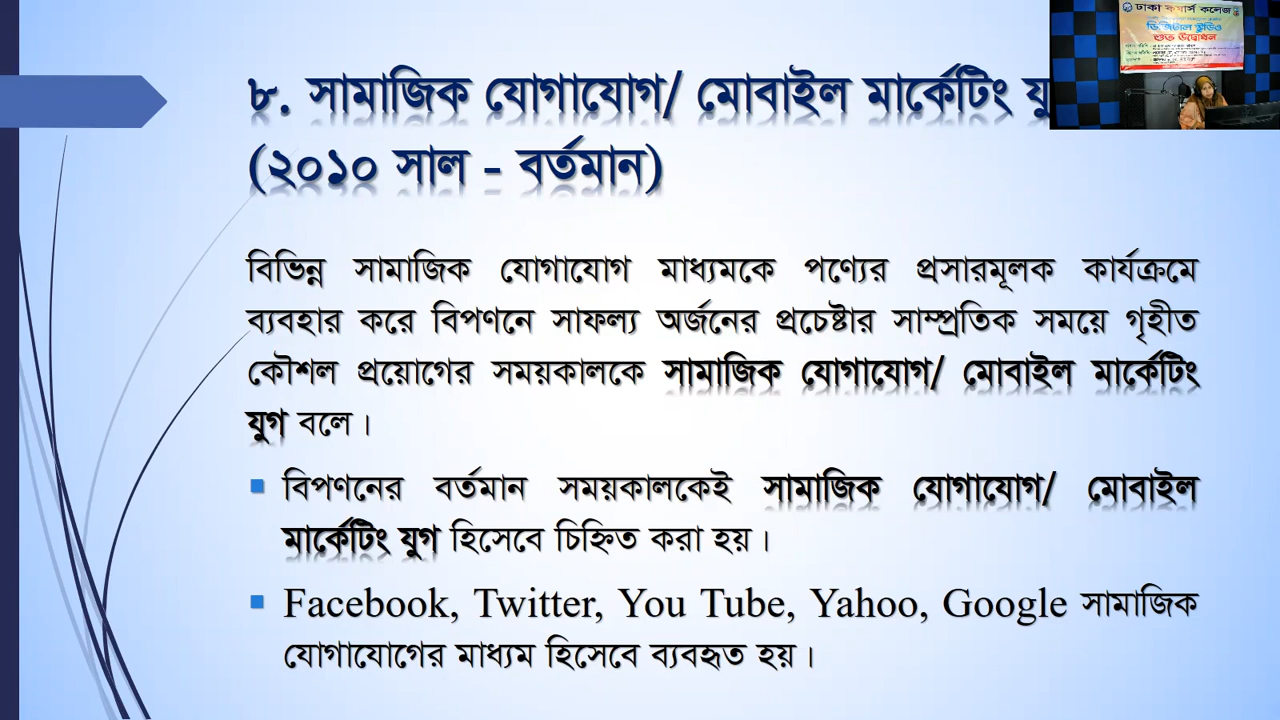 ঢাকা কমার্স কলেজ
ডিজিটাল স্টুডিও
শুভ উদ্বোধন
৮. সামাজিক যোগাযোগ/ মোবাইল মার্কেটিং যু
(২০১০ সাল - বর্তমান)
বিভিন্ন সামাজিক যোগাযোগ মাধ্যমকে পণ্যের প্রসারমূলক কার্যক্রমে
ব্যবহার করে বিপণনে সাফল্য অর্জনের প্রচেষ্টার সাম্প্রতিক সময়ে গৃহীত
কৌশল প্রয়োগের সময়কালকে সামাজিক যোগাযোগ/ মোবাইল মার্কেটিং
যুগ বলে।
বিপণনের বর্তমান সময়কালকেই সামাজিক যোগাযোগ/ মোবাইল
মার্কেটিং যুগ হিসেবে চিহ্নিত করা হয়।
Facebook, Twitter, You Tube, Yahoo, Google সামাজিক
যোগাযোগের মাধ্যম হিসেবে ব্যবহৃত হয়।